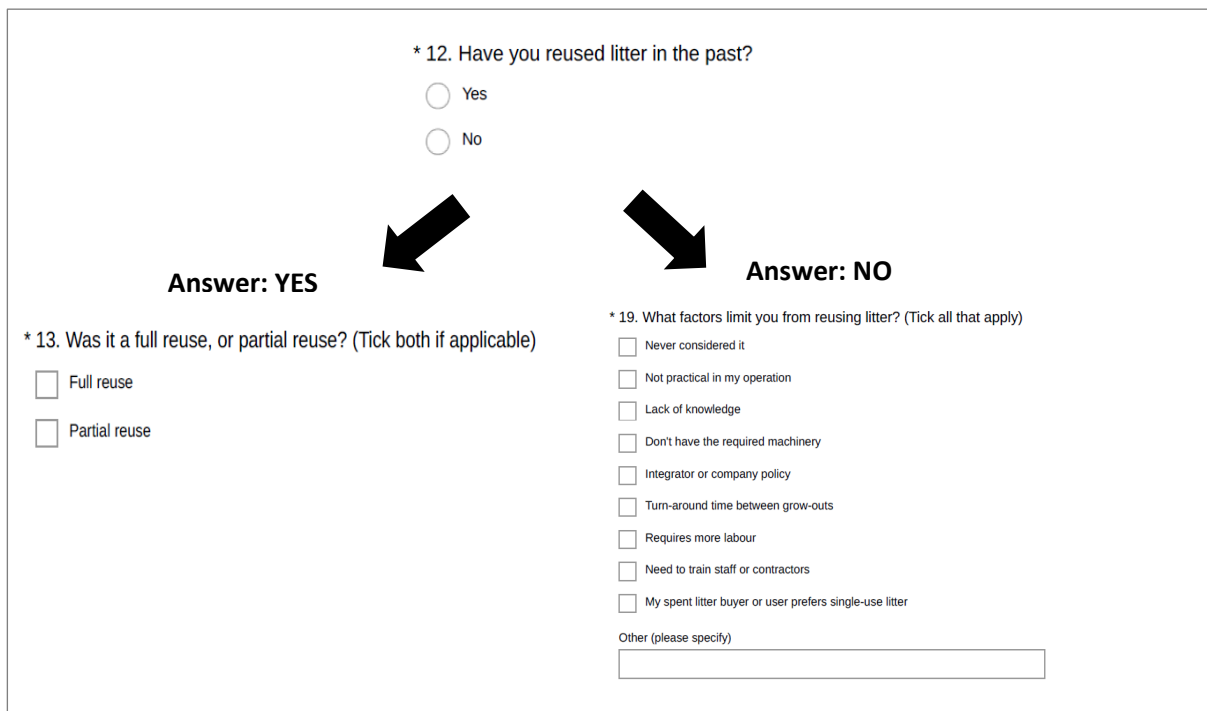 * 12. Have you reused litter in the past?
Yes
No
Answer: YES
* 13. Was it a full reuse, or partial reuse? (Tick both if applicable)
Full reuse
Partial reuse
Answer: NO
* 19. What factors limit you from reusing litter? (Tick all that apply)
Never considered it
Not practical in my operation
Lack of knowledge
Don't have the required machinery
Integrator or company policy
Turn-around time between grow-outs
Requires more labour
Need to train staff or contractors
My spent litter buyer or user prefers single-use litter
Other (please specify)